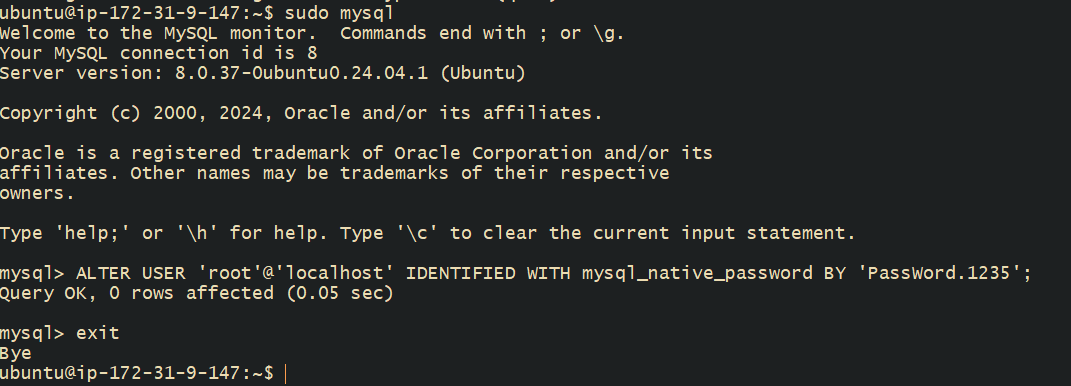 ubuntu@ip-172-31-9-147:~$ sudo mysql
Welcome to the MySQL monitor.  Commands end with ; or \g.
Your MySQL connection id is 8
Server version: 8.0.37-0ubuntu0.24.04.1 (Ubuntu)
Copyright (c) 2000, 2024, Oracle and/or its affiliates.
Oracle is a registered trademark of Oracle Corporation and/or its
affiliates. Other names may be trademarks of their respective
owners.
Type 'help;' or '\h' for help. Type '\c' to clear the current input statement.
mysql> ALTER USER 'root'@'localhost' IDENTIFIED WITH mysql_native_password BY 'PassWord.1235';
Query OK, 0 rows affected (0.05 sec)
mysql> exit
Bye
ubuntu@ip-172-31-9-147:~$